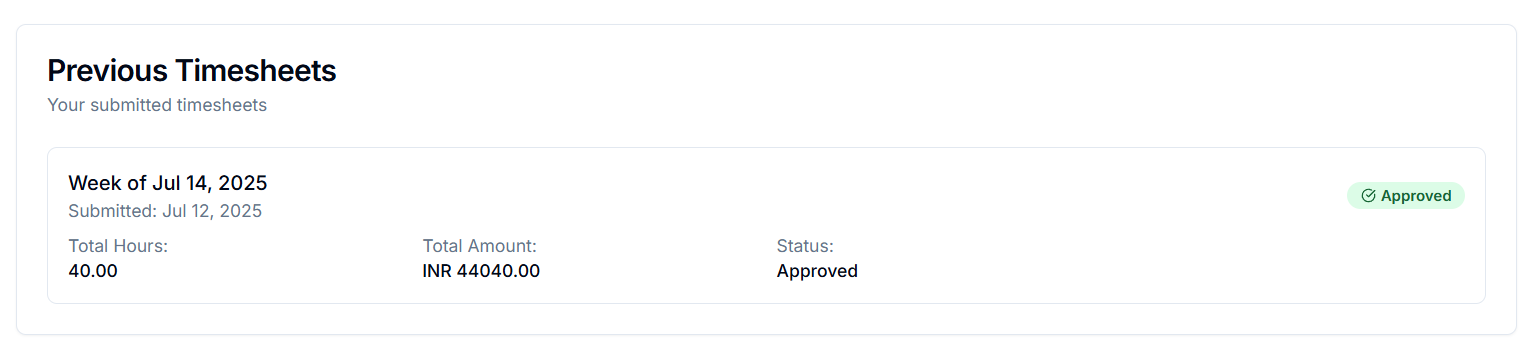 Previous Timesheets
Your submitted timesheets
Week of Jul 14, 2025
Approved
Submitted: Jul 12, 2025
Total Hours: Total Amount: Status:
40.00 INR 44040.00 Approved